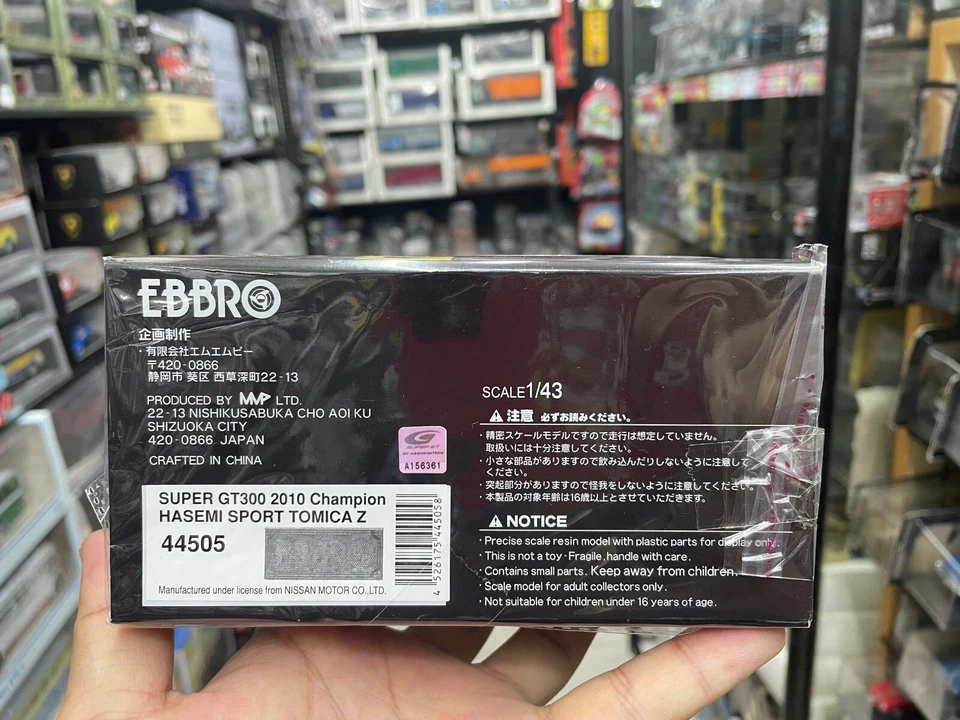 EBBRO
企画制作
・有限会社エムエムピー
〒420-0866
静岡市 葵区 西草深町22-13
PRODUCED BY MMP LTD.
22-13 NISHIKUSABUKA CHO AOI KU
SHIZUOKA CITY
420-0866 JAPAN
CRAFTED IN CHINA
SUPER GT
GT ASSOCIATION
A156361
SUPER GT300 2010 Champion
HASEMI SPORT TOMICA Z
44505
Manufactured under license from NISSAN MOTOR CO.,LTD.
4 526175 445058
SCALE1/43
注意 必ずお読みください。
・精密スケールモデルですので走行は想定していません。
取扱いには十分注意してください。
・小さな部品がありますので飲み込んだりしないように注意して
ください。
・突起部分がありますので怪我をしないように注意してください。
・本製品の対象年齢は16歳以上とさせていただきます。
NOTICE
・Precise scale resin model with plastic parts for display only.
・This is not a toy-Fragile,handle with care.
・Contains small parts. Keep away from children.
・Scale model for adult collectors only.
・Not suitable for children under 16 years of age.